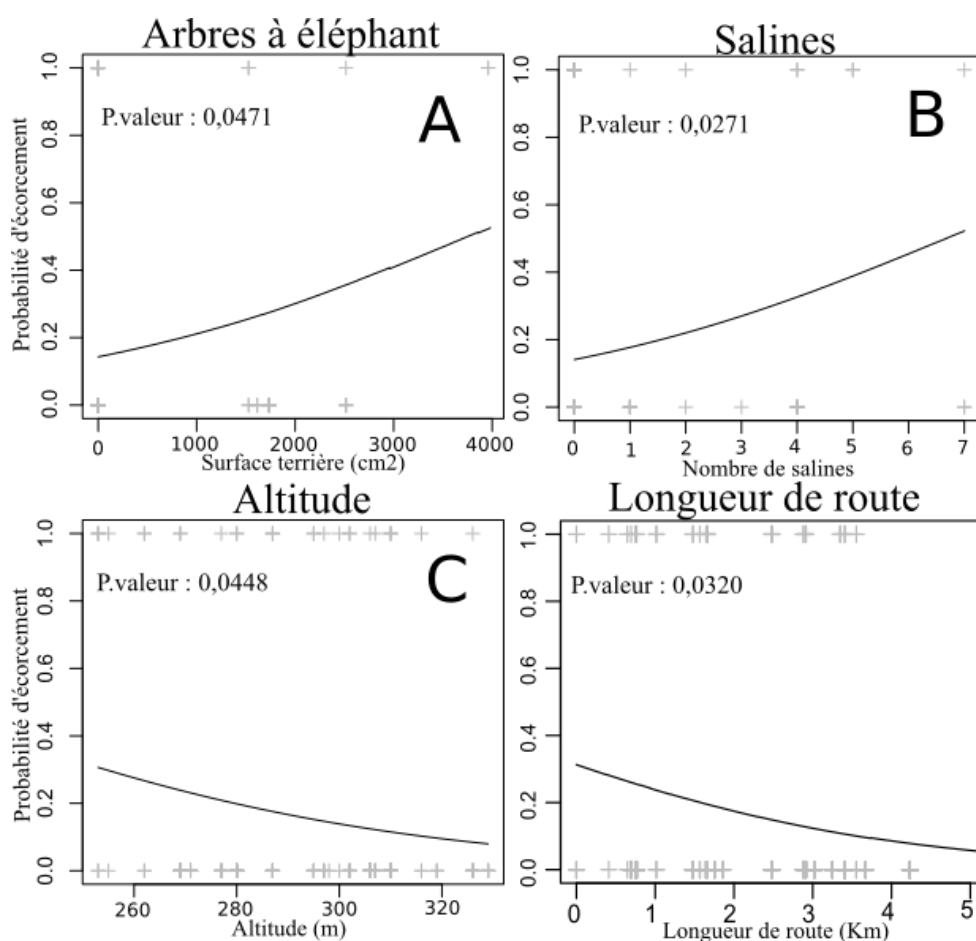 Arbres à éléphant
P.valeur : 0,0471
A
Probabilité d'écorcement
0.0 0.2 0.4 0.6 0.8 1.0
0 1000 2000 3000 4000
Surface terrière (cm2)
Salines
P.valeur : 0,0271
B
0.0 0.2 0.4 0.6 0.8 1.0
0 1 2 3 4 5 6 7
Nombre de salines
Altitude
P.valeur : 0,0448
C
Probabilité d'écorcement
0.0 0.2 0.4 0.6 0.8 1.0
260 280 300 320
Altitude (m)
Longueur de route
P.valeur : 0,0320
0.0 0.2 0.4 0.6 0.8 1.0
0 1 2 3 4 5
Longueur de route (Km)